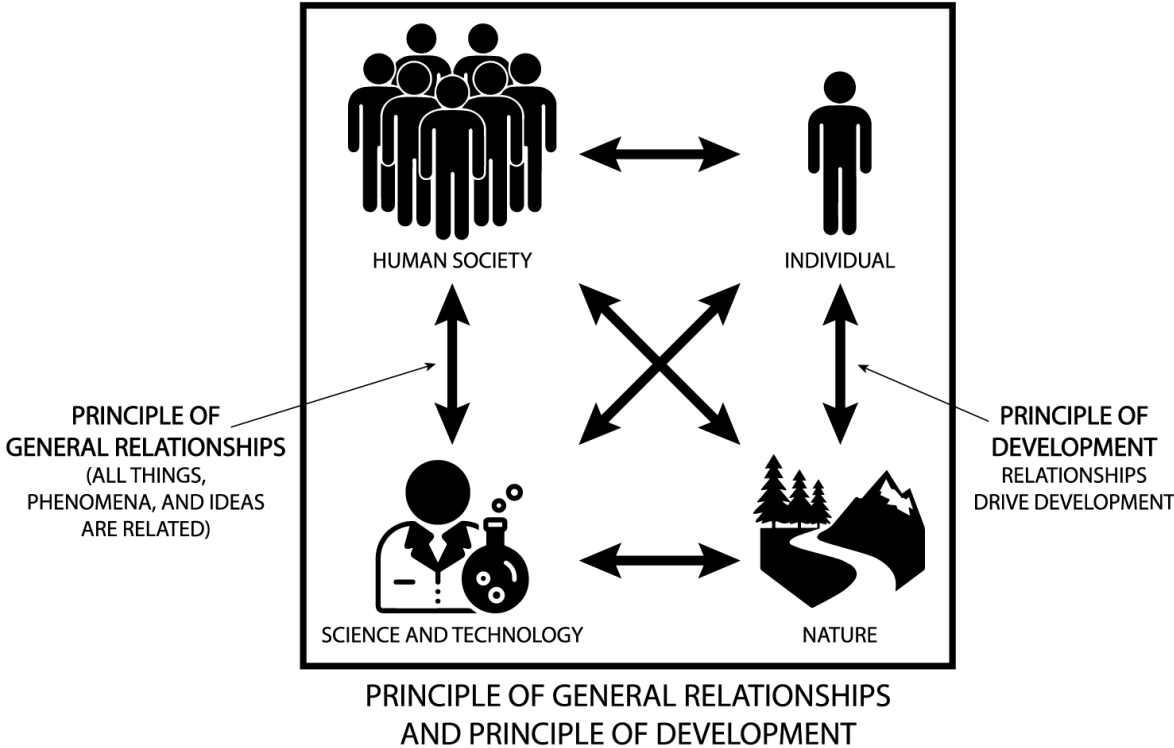 HUMAN SOCIETY
INDIVIDUAL
PRINCIPLE OF
GENERAL RELATIONSHIPS
(ALL THINGS,
PHENOMENA, AND IDEAS
ARE RELATED)
PRINCIPLE OF
DEVELOPMENT
RELATIONSHIPS
DRIVE DEVELOPMENT
SCIENCE AND TECHNOLOGY
NATURE
PRINCIPLE OF GENERAL RELATIONSHIPS
AND PRINCIPLE OF DEVELOPMENT